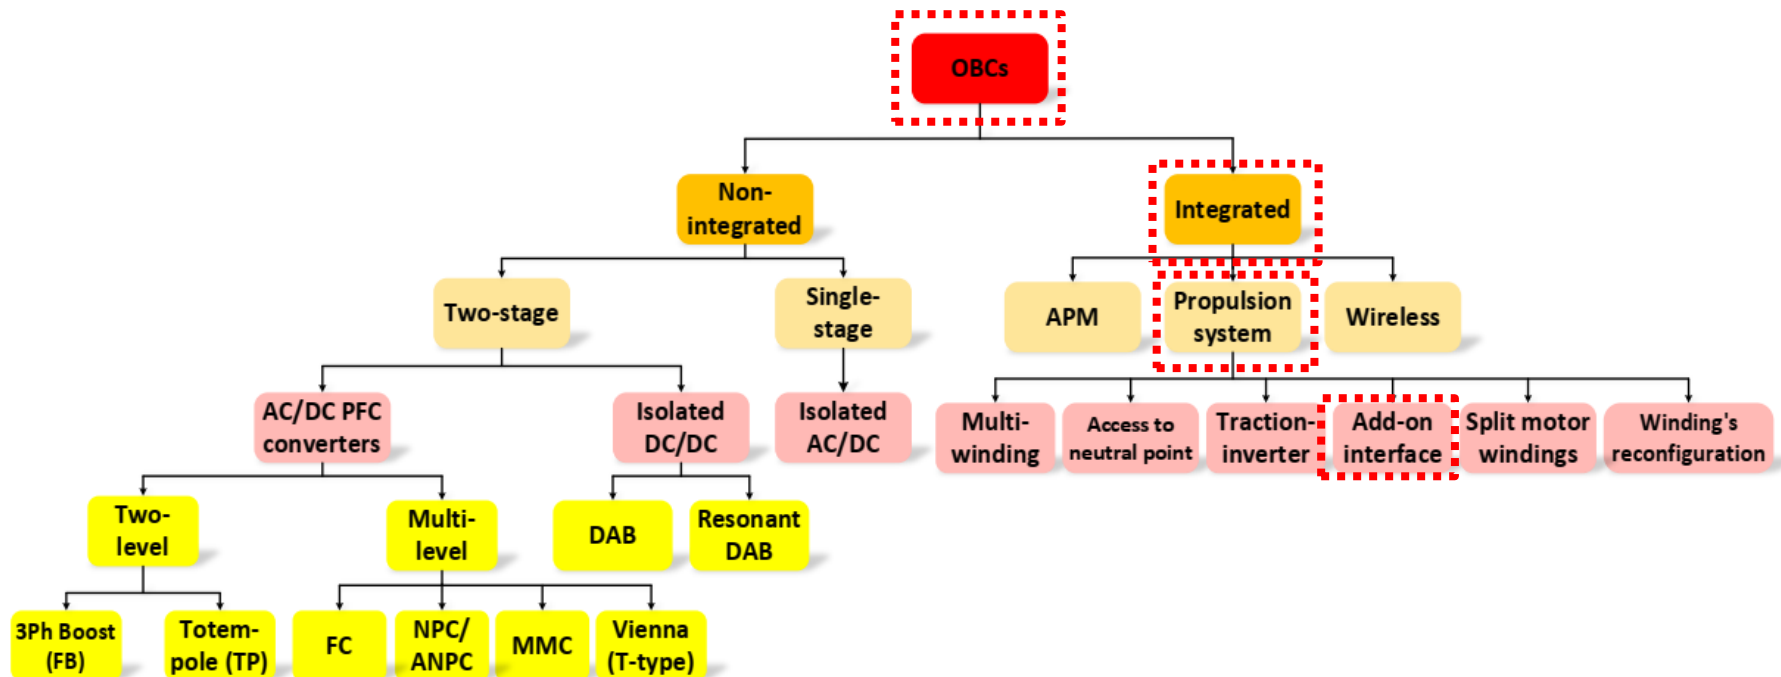 OBCs
Non-
integrated
Integrated
Two-stage
Single-
stage
APM
Propulsion
system
Wireless
AC/DC PFC
converters
Isolated
DC/DC
Isolated
AC/DC
Multi-
winding
Access to
neutral point
Traction-
inverter
Add-on
interface
Split motor
windings
Winding's
reconfiguration
Two-
level
Multi-
level
DAB
Resonant
DAB
3Ph Boost
(FB)
Totem-
pole (TP)
FC
NPC/
ANPC
MMC
Vienna
(T-type)